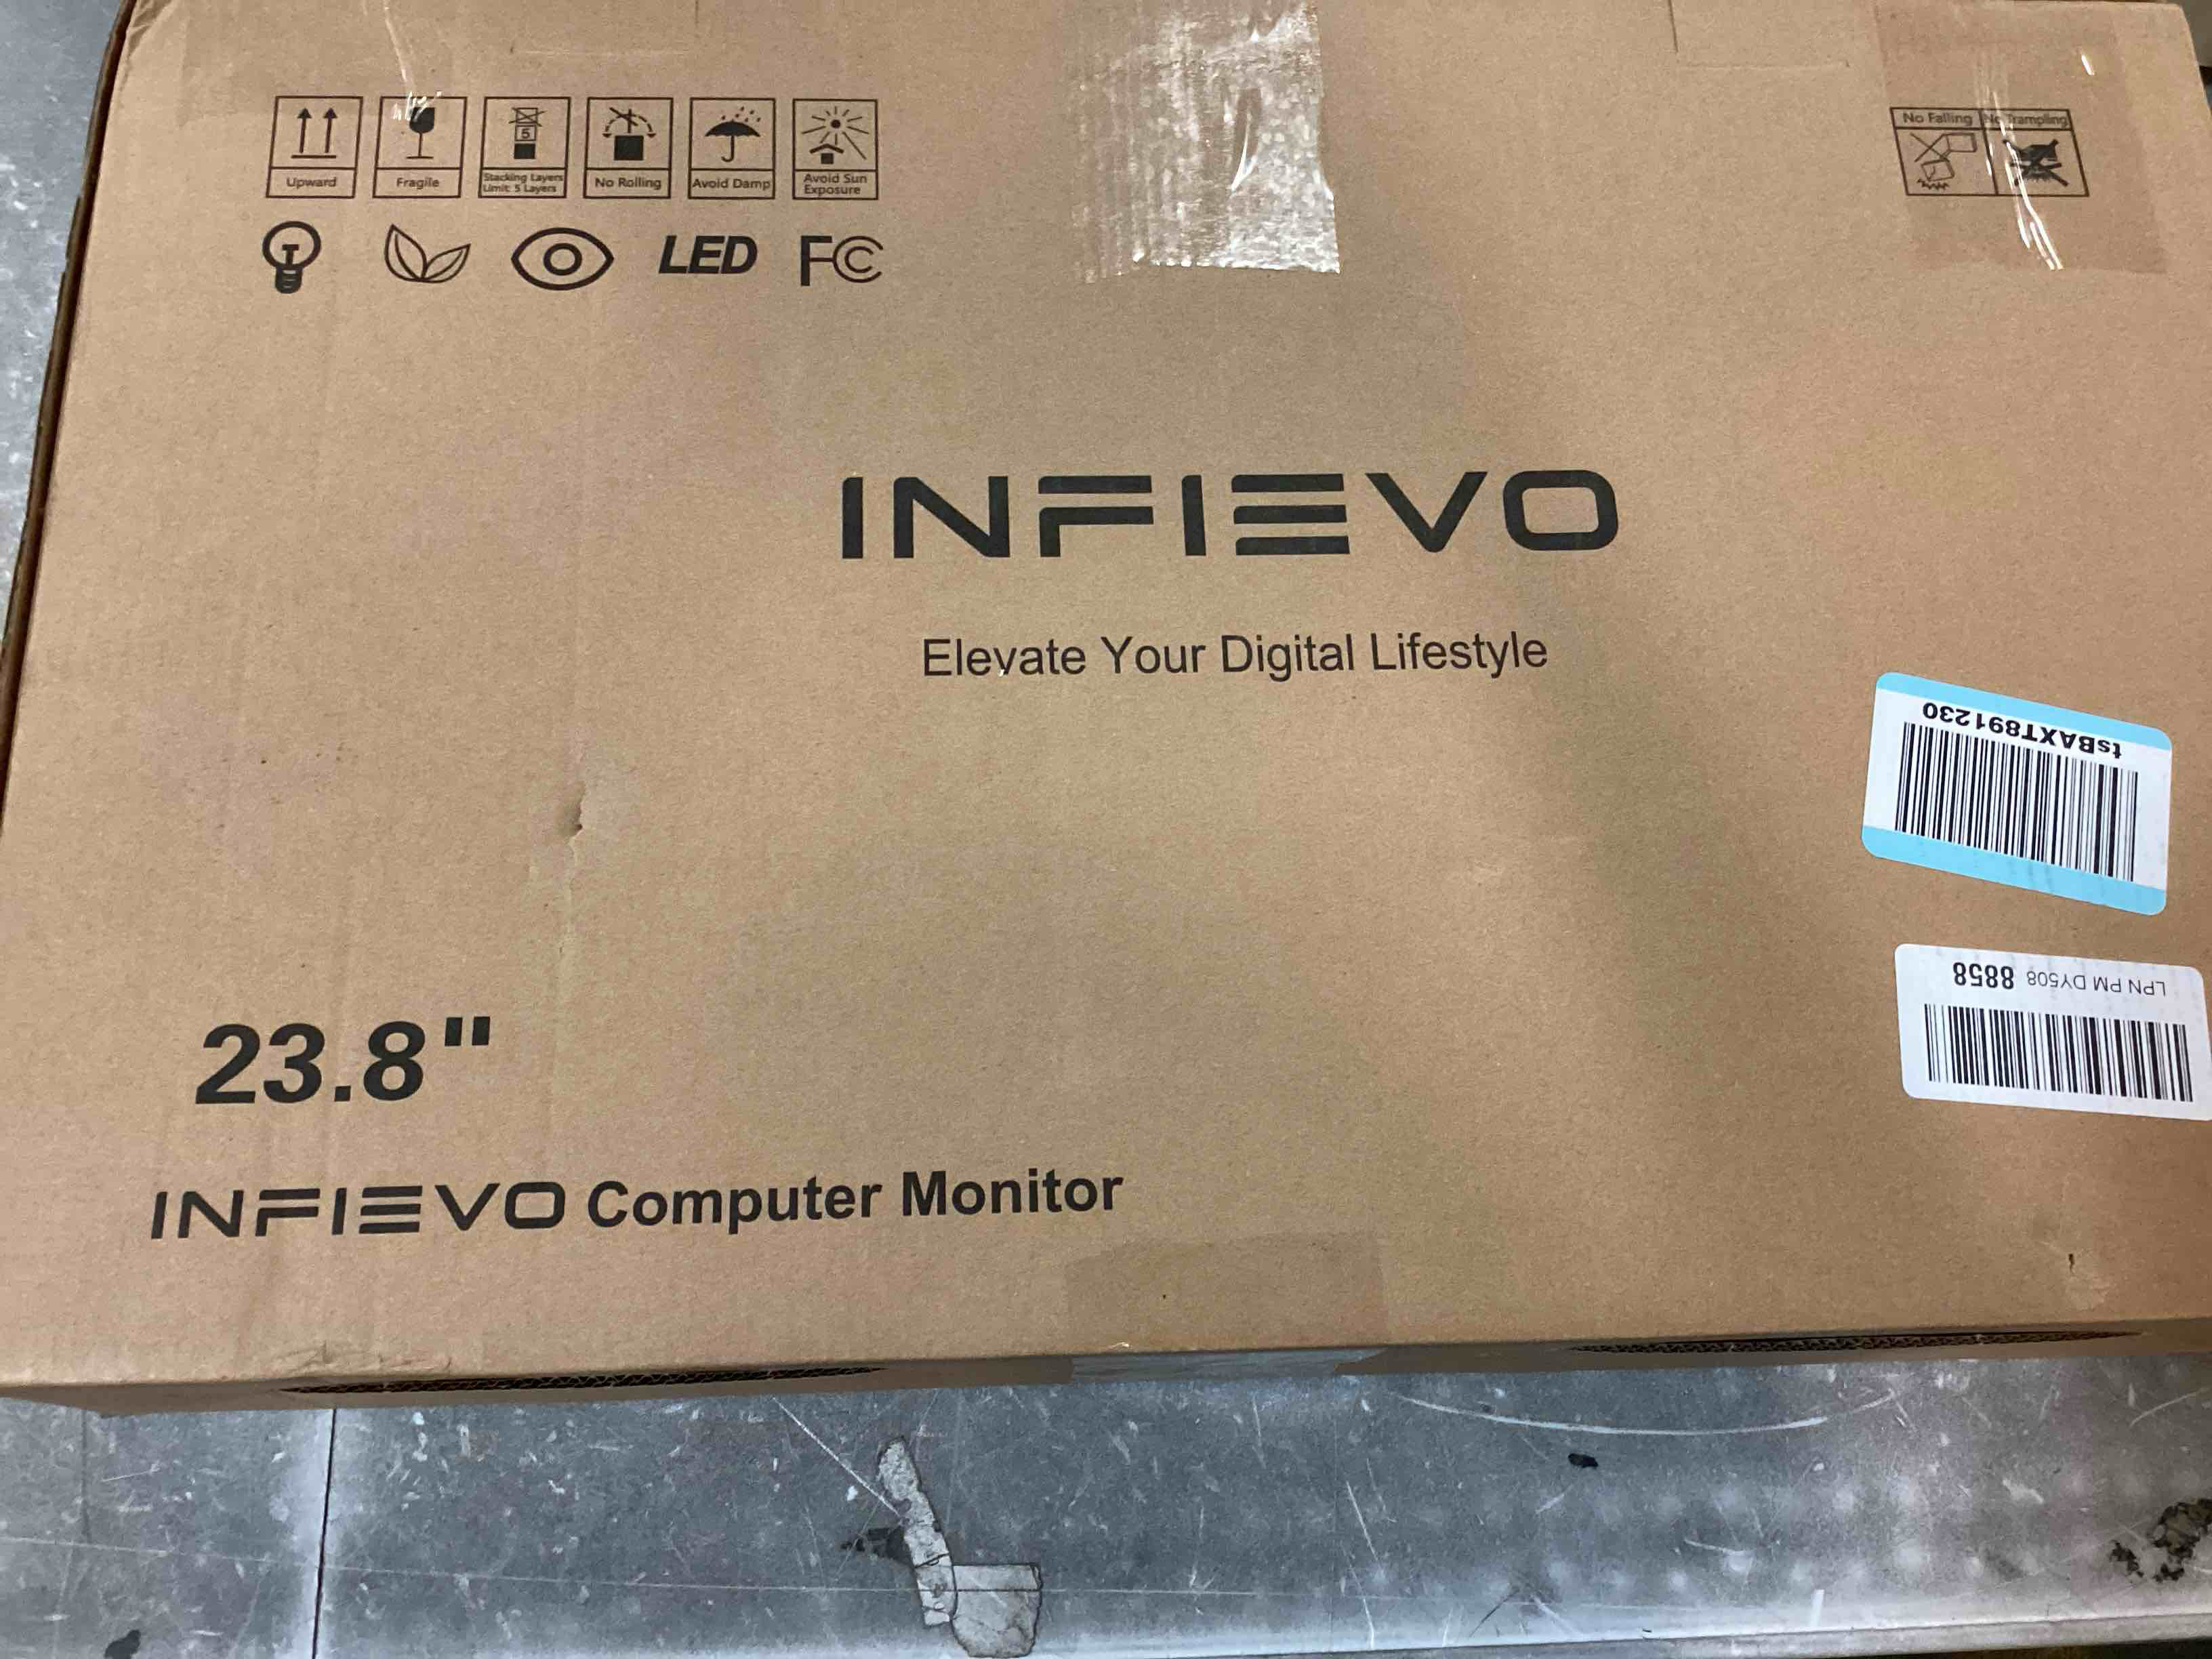 Upward
Fragile
5
Stacking Layers
Limit: 5 Layers
No Rolling
Avoid Damp
Avoid Sun
Exposure
No Falling
No Trampling
LED
FC
INFIEVO
Elevate Your Digital Lifestyle
tsBAXT891230
LPN PM DY508 8858
23.8"
INFIEVO Computer Monitor